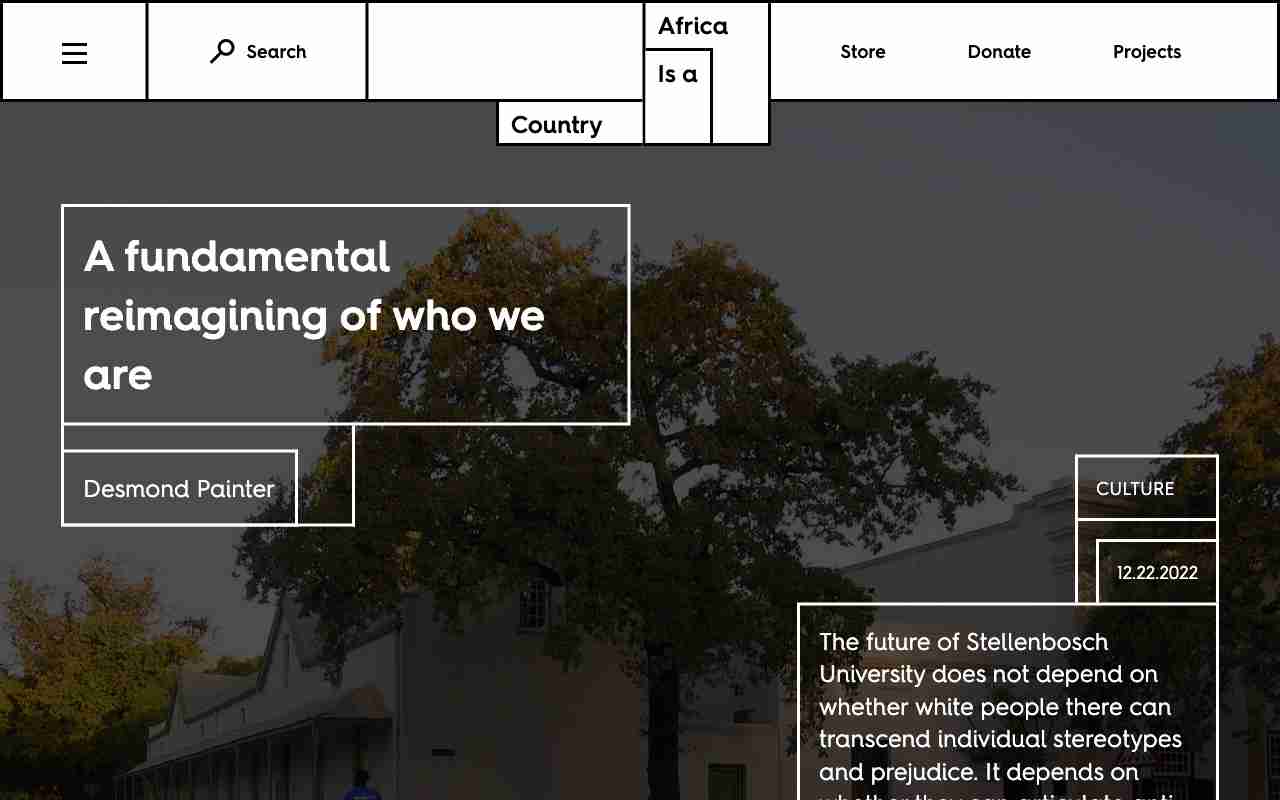 Search
Africa
Is a
Country
Store
Donate
Projects
A fundamental
reimagining of who we
are
Desmond Painter
CULTURE
12.22.2022
The future of Stellenbosch
University does not depend on
whether white people there can
transcend individual stereotypes
and prejudice. It depends on